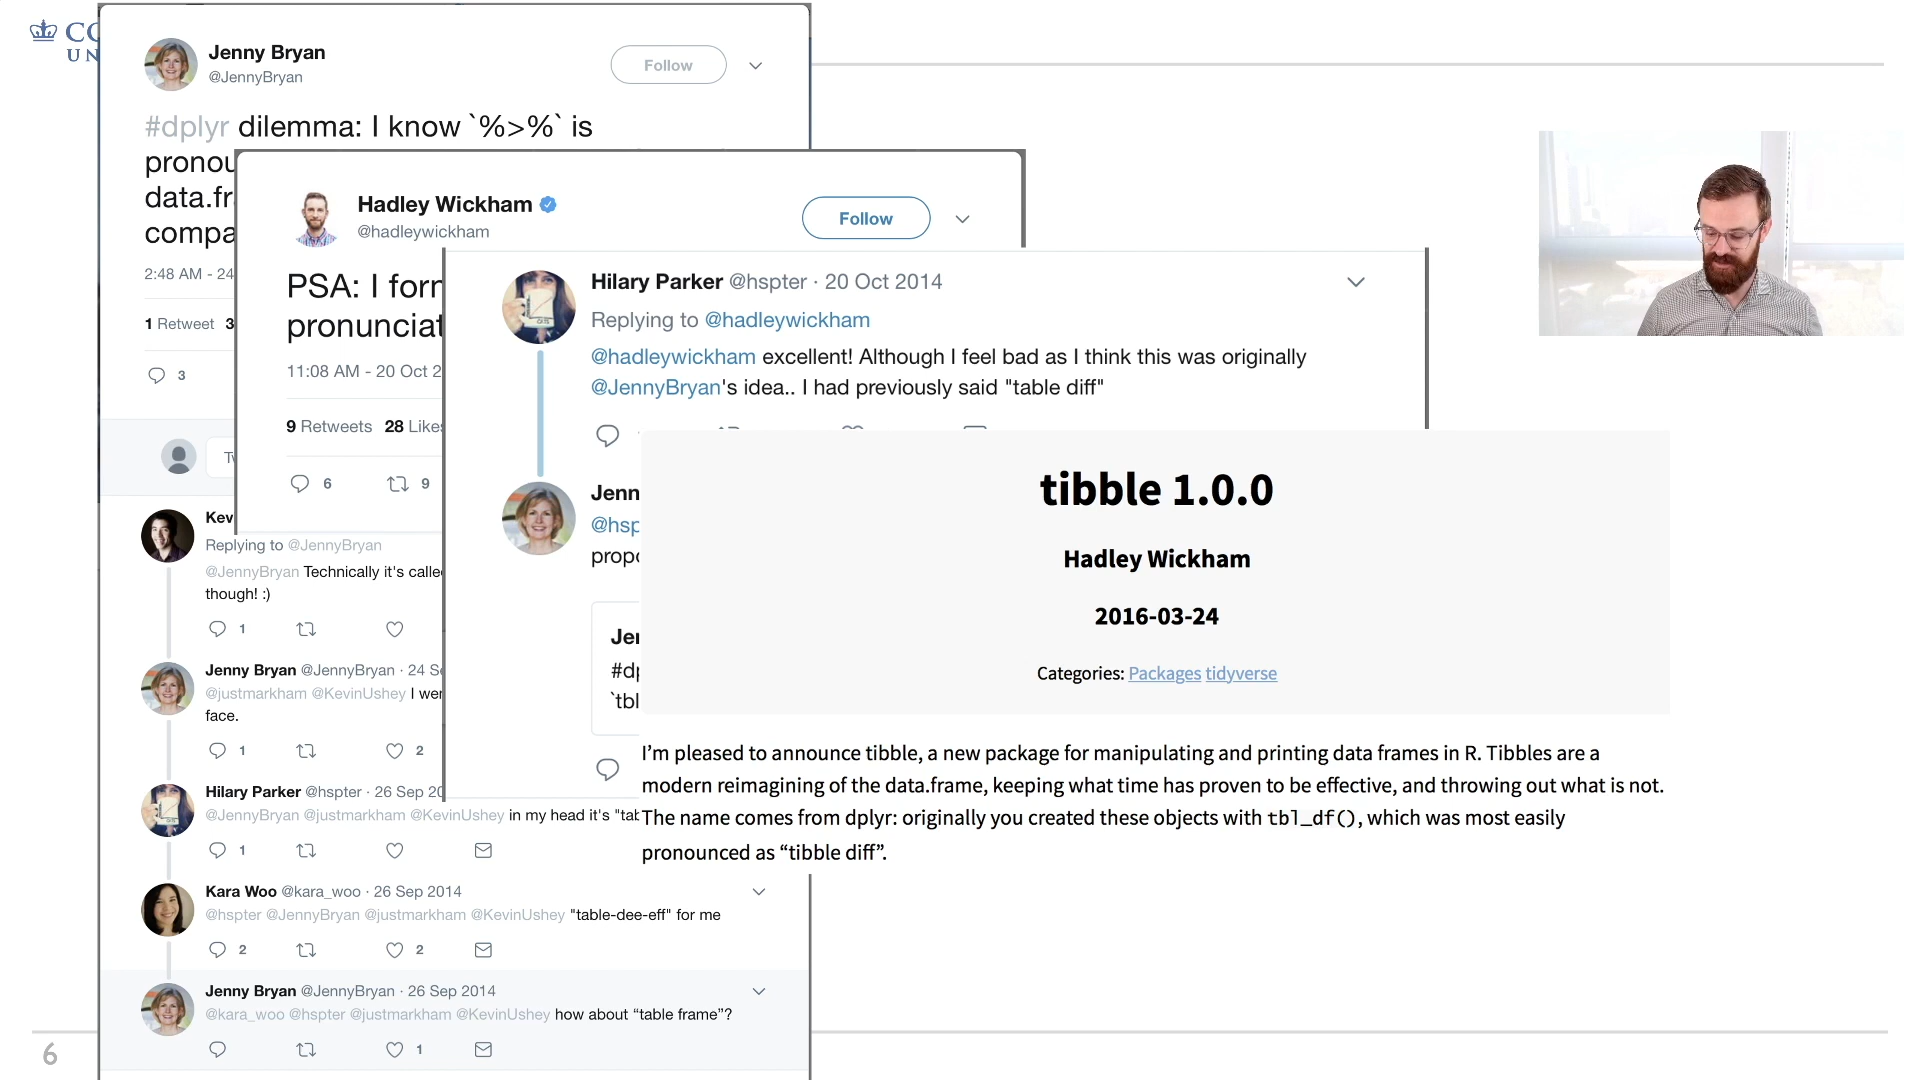 Jenny Bryan
@JennyBryan
Follow
#dplyr dilemma: I know `%>%` is
data.fr
compa
2:48 AM - 24
1 Retweet 3
3
Hadley Wickham
@hadleywickham
Follow
PSA: I forn
pronunciat
11:08 AM - 20 Oct 2
9 Retweets 28 Likes
6 9
Hilary Parker @hspter · 20 Oct 2014
Replying to @hadleywickham
@hadleywickham excellent! Although I feel bad as I think this was originally
@JennyBryan's idea.. I had previously said "table diff"
Jenn
@hsp
propo
Jer
#dp
`tbl
Kev
Replying to @JennyBryan
@JennyBryan Technically it's calle
though! :)
1
Jenny Bryan @JennyBryan · 24 Se
@justmarkham @KevinUshey I wer
face.
1 2
Hilary Parker @hspter · 26 Sep 20
@JennyBryan @justmarkham @KevinUshey in my head it's "tab
1
Kara Woo @kara_woo · 26 Sep 2014
@hspter @JennyBryan @justmarkham @KevinUshey "table-dee-eff" for me
2 2
Jenny Bryan @JennyBryan · 26 Sep 2014
@kara_woo @hspter @justmarkham @KevinUshey how about “table frame”?
1
tibble 1.0.0
Hadley Wickham
2016-03-24
Categories: Packages tidyverse
I’m pleased to announce tibble, a new package for manipulating and printing data frames in R. Tibbles are a
modern reimagining of the data.frame, keeping what time has proven to be effective, and throwing out what is not.
The name comes from dplyr: originally you created these objects with tbl_df(), which was most easily
pronounced as “tibble diff”.
6